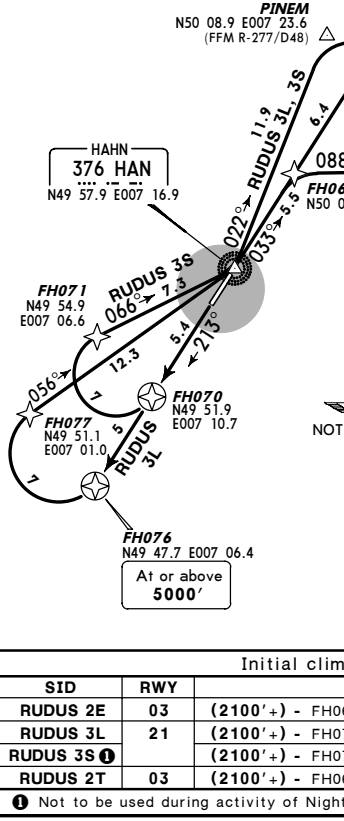 PINEM
N50 08.9 E007 23.6
(FFM R-277/D48)
11.9
RUDUS 3L, 3S
6.4
HAHN
376 HAN
N49 57.9 E007 16.9
022°
033°
5.5
088
FH06
N50 0
RUDUS 3S
066°
7.3
FH071
N49 54.9
E007 06.6
5.4
213°
056°
12.3
7
FH070
N49 51.9
E007 10.7
NOT
FH077
N49 51.1
E007 01.0
5
RUDUS
3L
7
FH076
N49 47.7 E007 06.4
At or above
5000'
Initial clim
SID RWY
RUDUS 2E 03 (2100'+) - FH06
RUDUS 3L 21 (2100'+) - FH07
RUDUS 3S ❶ (2100'+) - FH07
RUDUS 2T 03 (2100'+) - FH06
❶ Not to be used during activity of Night